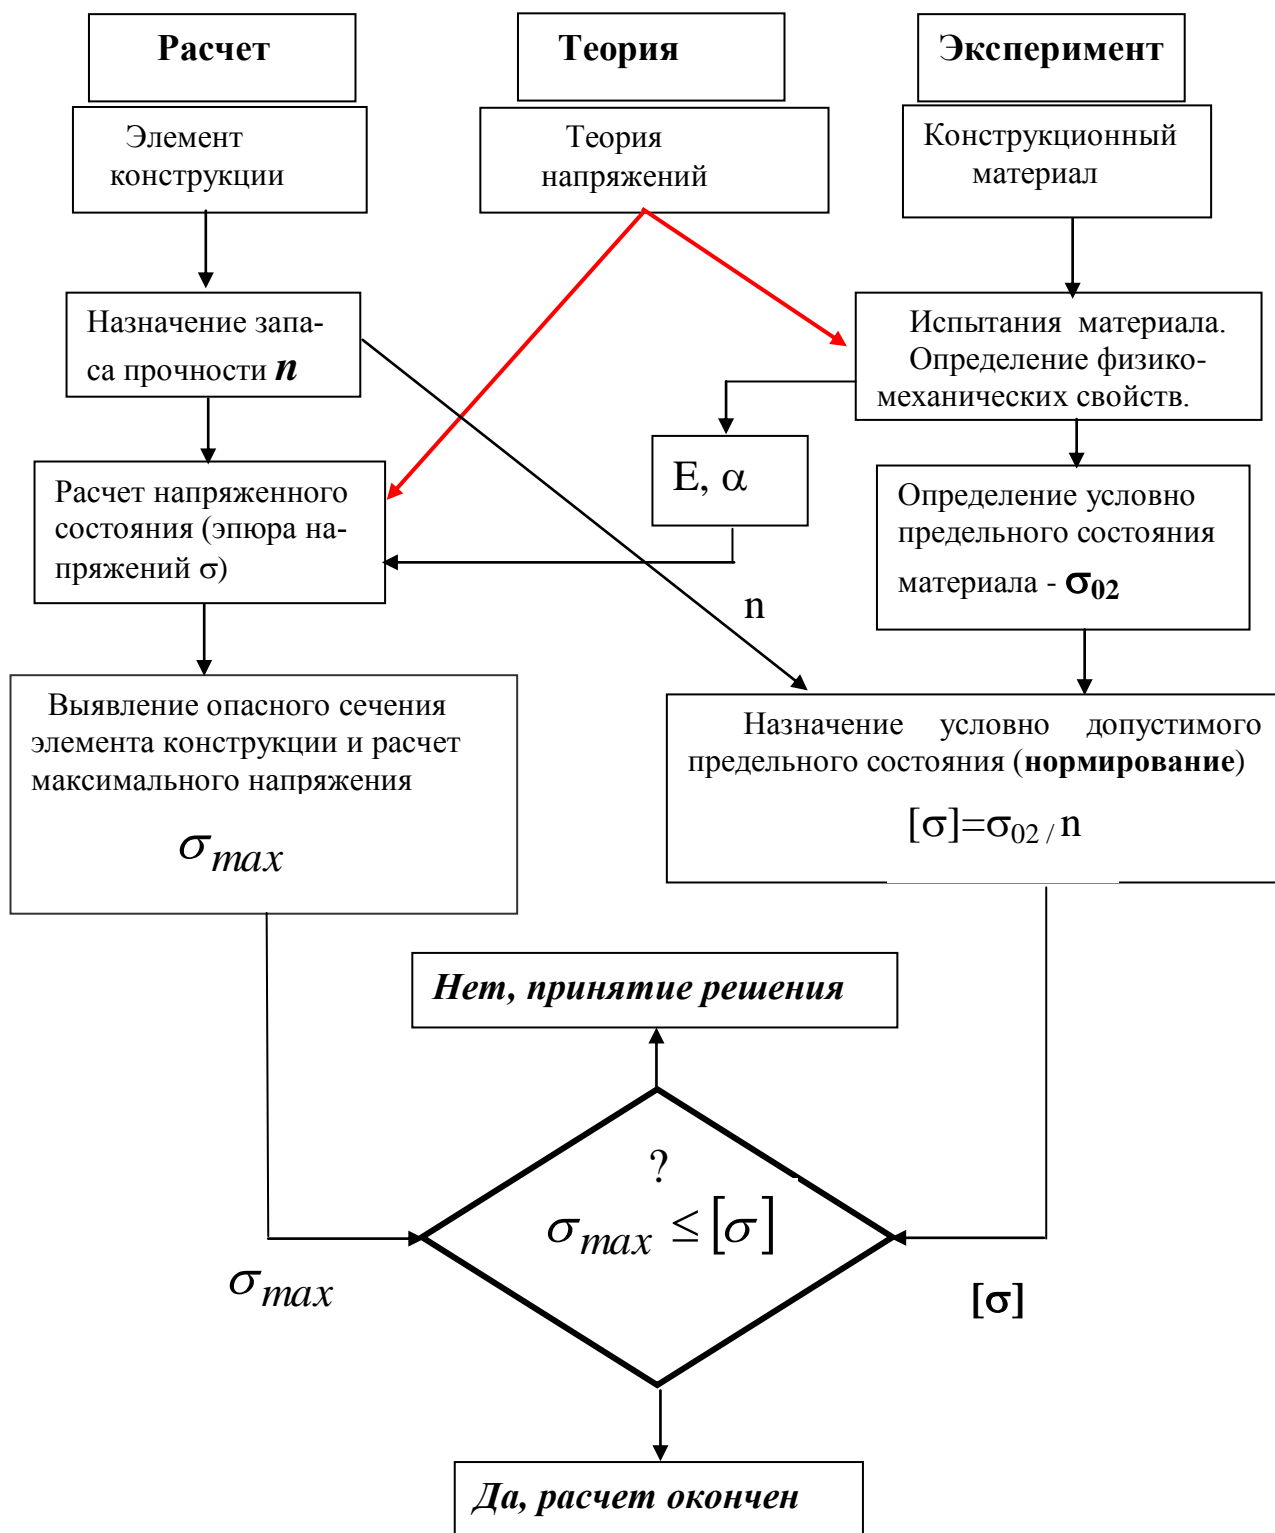 Расчет
Теория
Эксперимент
Элемент
конструкции
Теория
напряжений
Конструкционный
материал
Назначение запа-
са прочности n
Испытания материала.
Определение физико-
механических свойств.
E, α
Расчет напряженного
состояния (эпюра на-
пряжений σ)
Определение условно
предельного состояния
материала - σ02
n
Выявление опасного сечения
элемента конструкции и расчет
максимального напряжения
σmax
Назначение условно допустимого
предельного состояния (нормирование)
[σ]=σ02 / n
Нет, принятие решения
?
σmax ≤ [σ]
σmax
[σ]
Да, расчет окончен